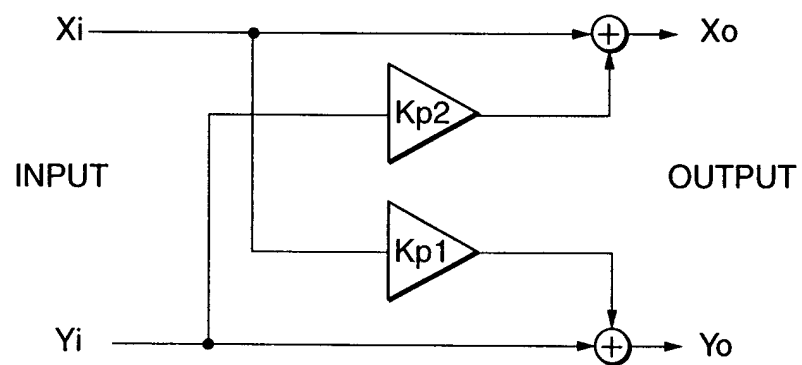 Xi
Xo
Kp2
INPUT
OUTPUT
Kp1
Yi
Yo